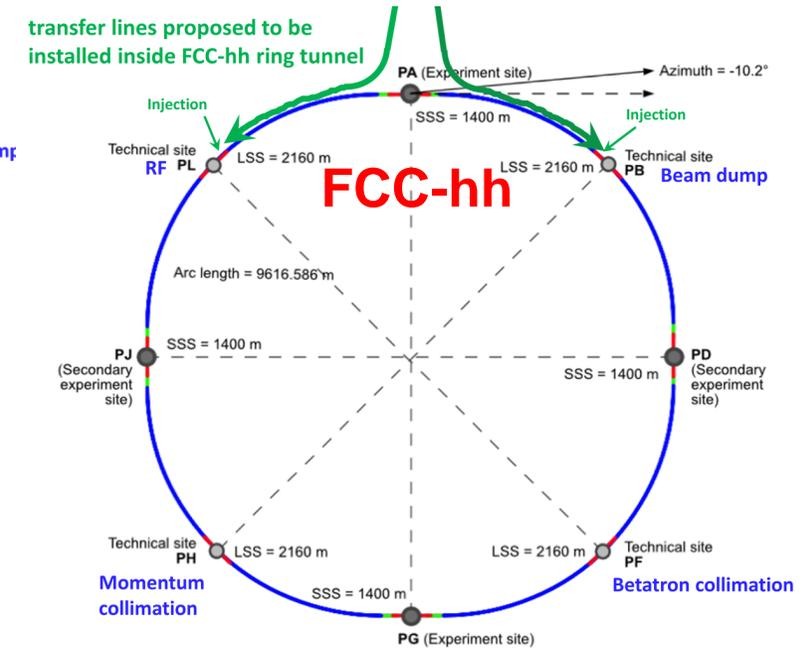 transfer lines proposed to be
installed inside FCC-hh ring tunnel
PA (Experiment site)
Azimuth = -10.2°
Injection
SSS = 1400 m
Injection
Technical site
RF PL
LSS = 2160 m
FCC-hh
LSS = 2160 m
Technical site
PB
Beam dump
Arc length = 9616.586 m
PJ
(Secondary
experiment
site)
SSS = 1400 m
SSS = 1400 m
PD
(Secondary
experiment
site)
Technical site
PH
LSS = 2160 m
Momentum
collimation
LSS = 2160 m
Technical site
PF
Betatron collimation
SSS = 1400 m
PG (Experiment site)